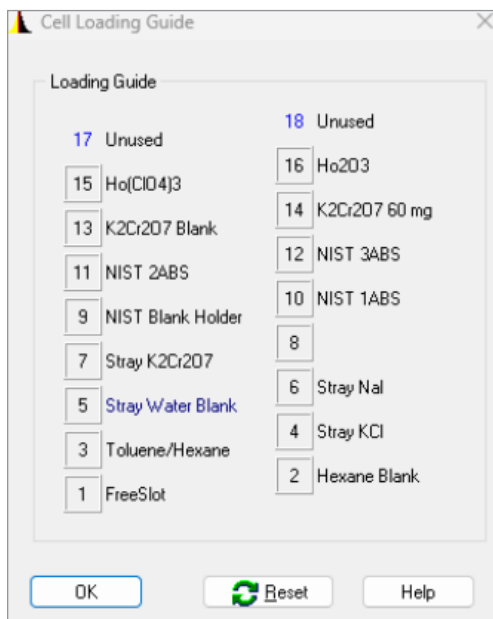 Cell Loading Guide
Loading Guide
17 Unused
18 Unused
15 Ho(ClO4)3
16 Ho2O3
13 K2Cr2O7 Blank
14 K2Cr2O7 60 mg
11 NIST 2ABS
12 NIST 3ABS
9 NIST Blank Holder
10 NIST 1ABS
7 Stray K2Cr2O7
8
5 Stray Water Blank
6 Stray NaI
3 Toluene/Hexane
4 Stray KCl
1 FreeSlot
2 Hexane Blank
OK
Reset
Help